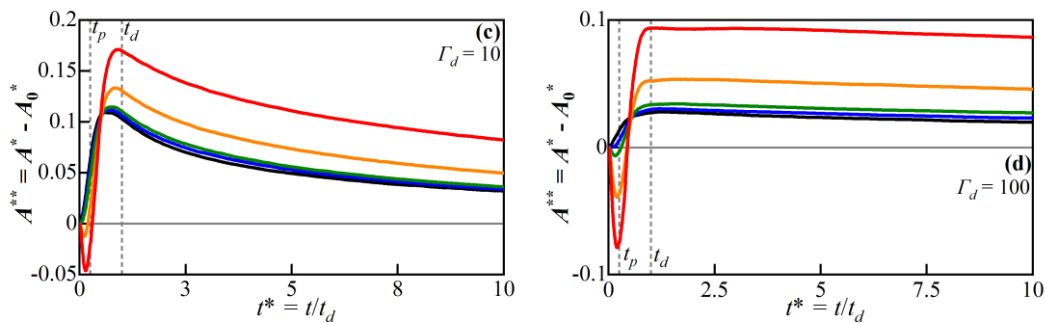 0.2
t_p
t_d
(c)
Γ_d = 10
0.15
0.1
0.05
0
-0.05
A** = A* - A₀*
0
3
5
8
10
t* = t/t_d
0.1
(d)
Γ_d = 100
0
-0.1
t_p
t_d
A** = A* - A₀*
0
2.5
5
7.5
10
t* = t/t_d